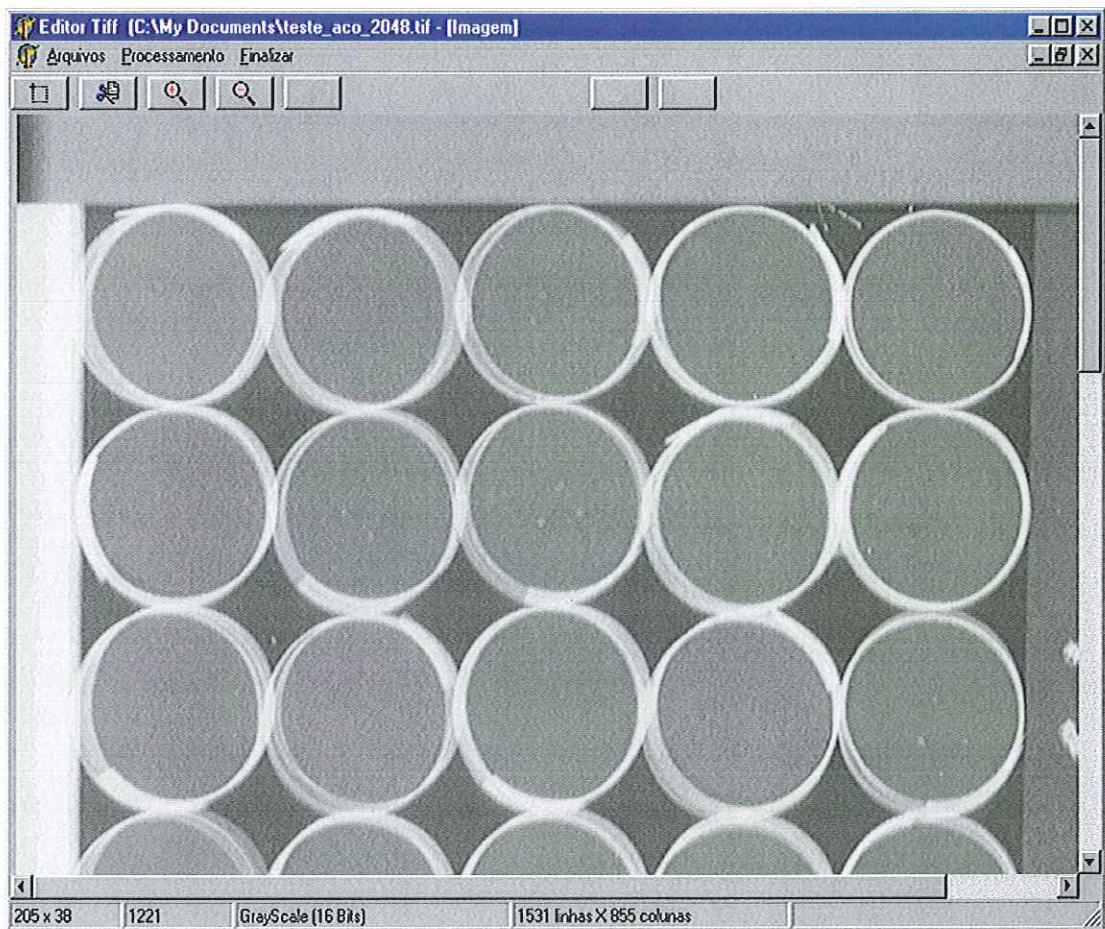 Editor Tiff (C:\My Documents\teste_aco_2048.tif - [Imagem]
Arquivos Processamento Finalizar
205 x 38 1221 GrayScale (16 Bits) 1531 linhas X 855 colunas